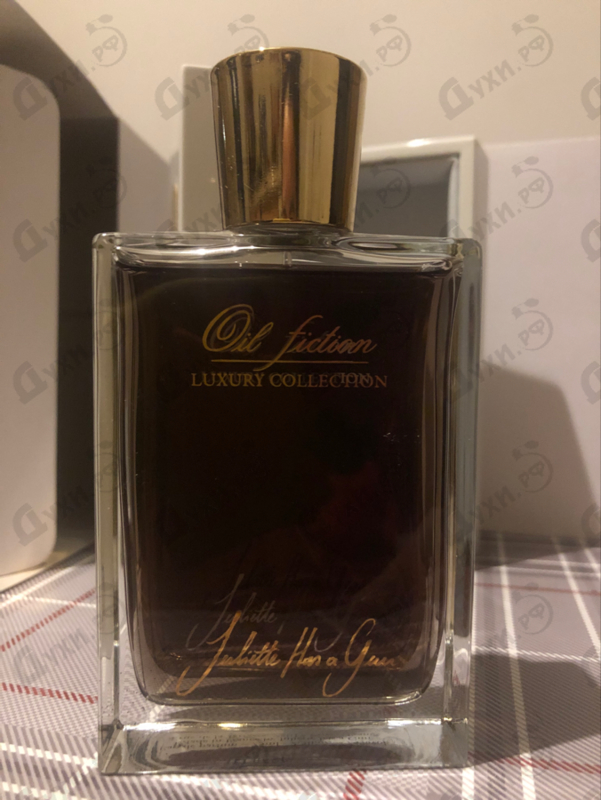 Oil fiction
LUXURY COLLECTION
Juliette Has a Gun
Духи.РФ